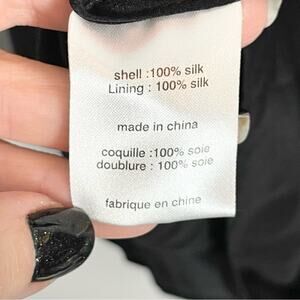 shell :100% silk
Lining : 100% silk
made in china
coquille :100% soie
doublure : 100% soie
fabrique en chine